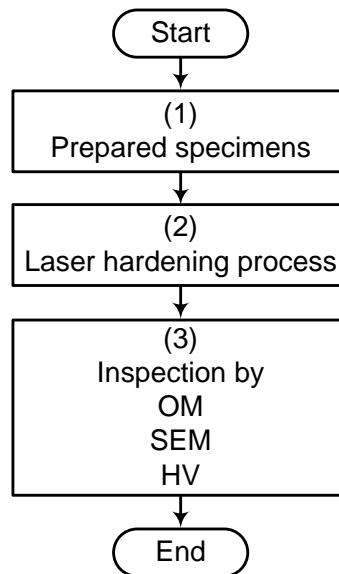 Start
(1)
Prepared specimens
(2)
Laser hardening process
(3)
Inspection by
OM
SEM
HV
End